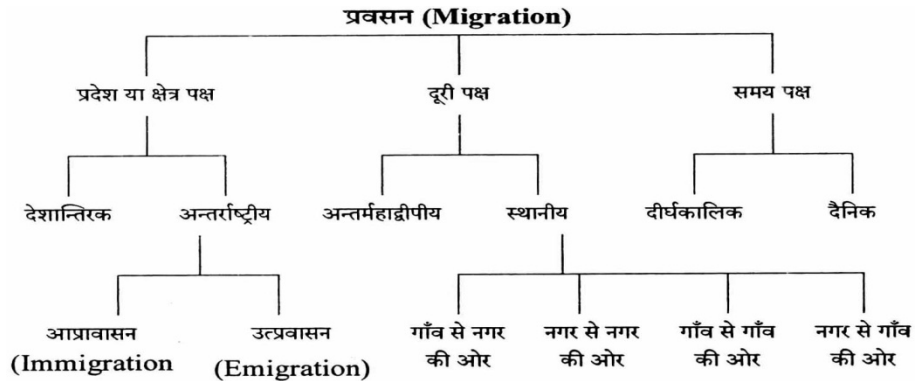 प्रवसन (Migration)
प्रदेश या क्षेत्र पक्ष
दूरी पक्ष
समय पक्ष
देशान्तिरक
अन्तर्राष्ट्रीय
अन्तर्महाद्वीपीय
स्थानीय
दीर्घकालिक
दैनिक
आप्रावासन
(Immigration
उत्प्रवासन
(Emigration)
गाँव से नगर
की ओर
नगर से नगर
की ओर
गाँव से गाँव
की ओर
नगर से गाँव
की ओर